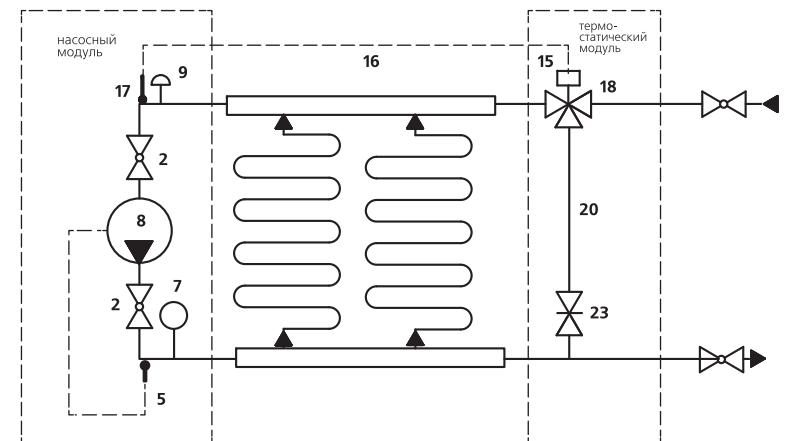 насосный
модуль
термо-
статический
модуль
9
16
15
17
18
2
8
20
7
2
23
5